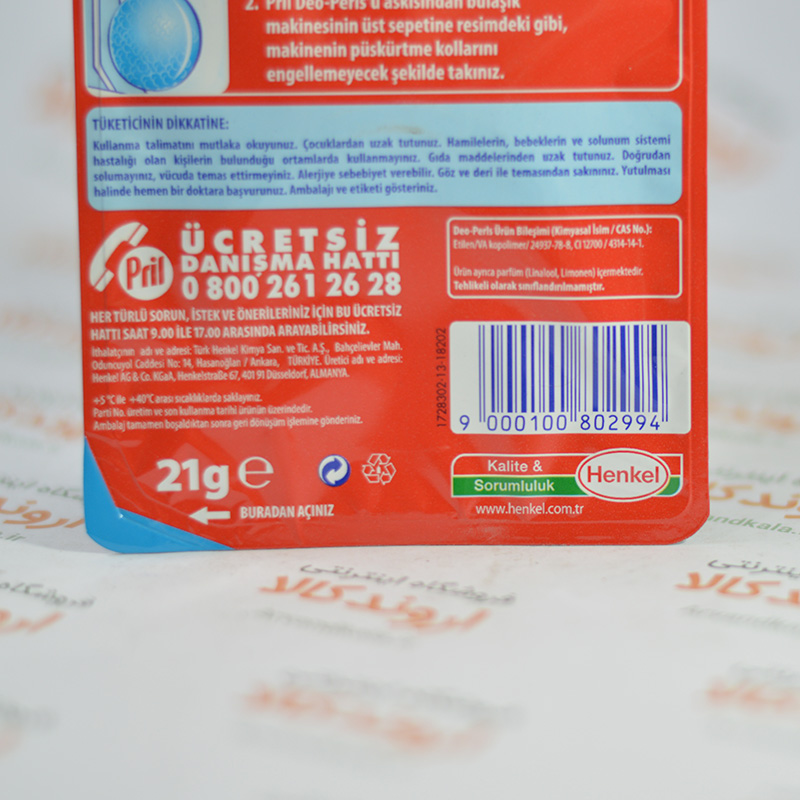 2. Pril Deo-Perls'ü askısından bulaşık
makinesinin üst sepetine resimdeki gibi,
makinenin püskürtme kollarını
engellemeyecek şekilde takınız.
TÜKETİCİNİN DİKKATİNE:
Kullanma talimatını mutlaka okuyunuz. Çocuklardan uzak tutunuz. Hamilelerin, bebeklerin ve solunum sistemi
hastalığı olan kişilerin bulunduğu ortamlarda kullanmayınız. Gıda maddelerinden uzak tutunuz. Doğrudan
solumayınız, vücuda temas ettirmeyiniz. Alerjiye sebebiyet verebilir. Göz ve deri ile temasından sakınınız. Yutulması
halinde hemen bir doktara başvurunuz. Ambalajı ve etiketi gösteriniz.
Pril
ÜCRETSİZ
DANIŞMA HATTI
0 800 261 26 28
HER TÜRLÜ SORUN, İSTEK VE ÖNERİLERİNİZ İÇİN BU ÜCRETSİZ
HATTI SAAT 9.00 İLE 17.00 ARASINDA ARAYABİLİRSİNİZ.
İthalatçının adı ve adresi: Türk Henkel Kimya San. ve Tic. A.Ş., Bahçelievler Mah.
Oduncuyol Caddesi No: 14, Hasanoğlan / Ankara, TÜRKİYE. Üretici adı ve adresi:
Henkel AG & Co. KGaA, Henkelstraße 67, 401 91 Düsseldorf, ALMANYA.
+5 °C ile +40°C arası sıcaklıklarda saklayınız.
Parti No. üretim ve son kullanma tarihi ürünün üzerindedir.
Ambalaj tamamen boşaldıktan sonra geri dönüşüm işlemine gönderiniz.
Deo-Perls Ürün Bileşimi (Kimyasal İsim / CAS No.):
Etilen/VA kopolimer/ 24937-78-8, CI 12700 / 4314-14-1.
Ürün ayrıca parfüm (Linalool, Limonen) içermektedir.
Tehlikeli olarak sınıflandırılmamıştır.
1728302-13-18202
9 000100 802994
21g e
BURADAN AÇINIZ
Kalite &
Sorumluluk
Henkel
www.henkel.com.tr
فروشگاه اینترنتی
اروند کالا